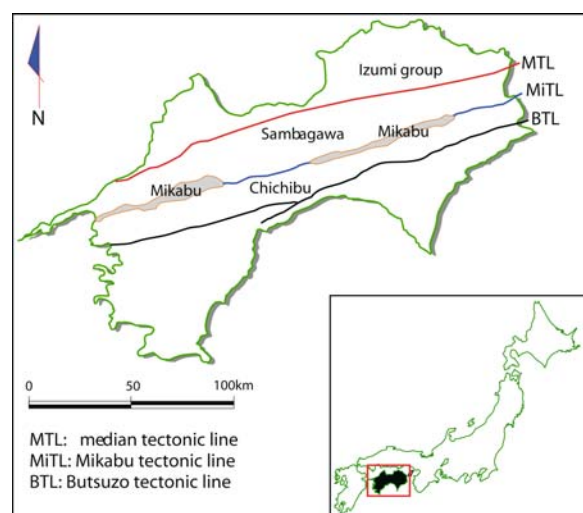 MTL
Izumi group
MiTL
BTL
Sambagawa
Mikabu
Mikabu
Chichibu
N
0 50 100km
MTL: median tectonic line
MiTL: Mikabu tectonic line
BTL: Butsuzo tectonic line